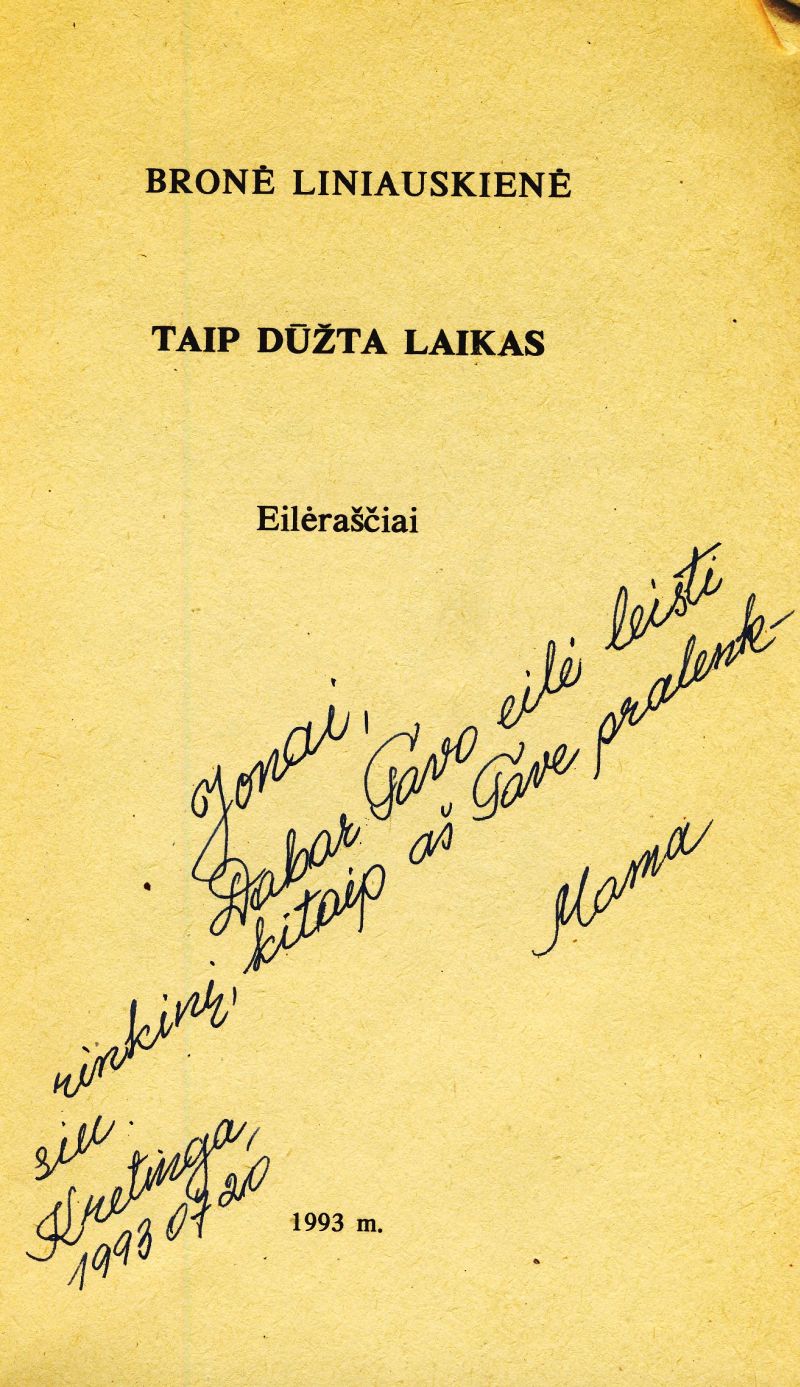 BRONĖ LINIAUSKIENĖ
TAIP DŪŽTA LAIKAS
Eilėraščiai
Jonai,
Dabar Tavo eilė leisti
rinkinį, kitaip aš Tave pralenk-
siu.
Mama
Kretinga,
1993 07 20
1993 m.